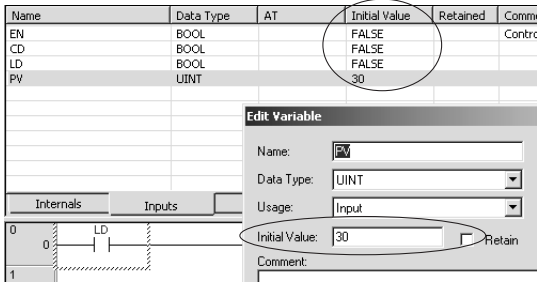 Name Data Type AT Initial Value Retained Comme
EN BOOL FALSE Contro
CD BOOL FALSE
LD BOOL FALSE
PV UINT 30
Edit Variable
Name: PV
Data Type: UINT
Usage: Input
Initial Value: 30 Retain
Comment:
Internals Inputs
0
0
LD
1